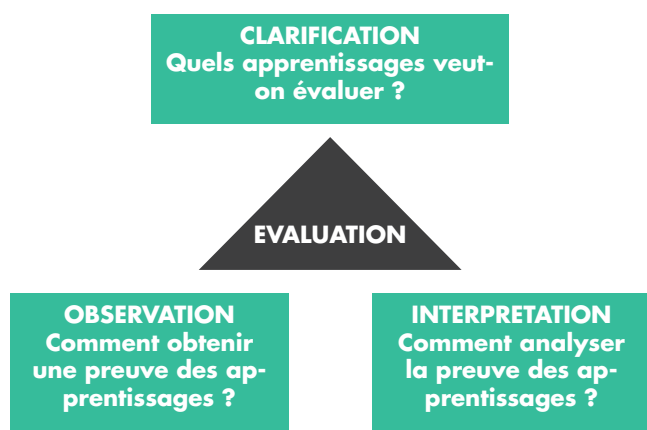 CLARIFICATION
Quels apprentissages veut-
on évaluer ?
EVALUATION
OBSERVATION
Comment obtenir
une preuve des ap-
prentissages ?
INTERPRETATION
Comment analyser
la preuve des ap-
prentissages ?